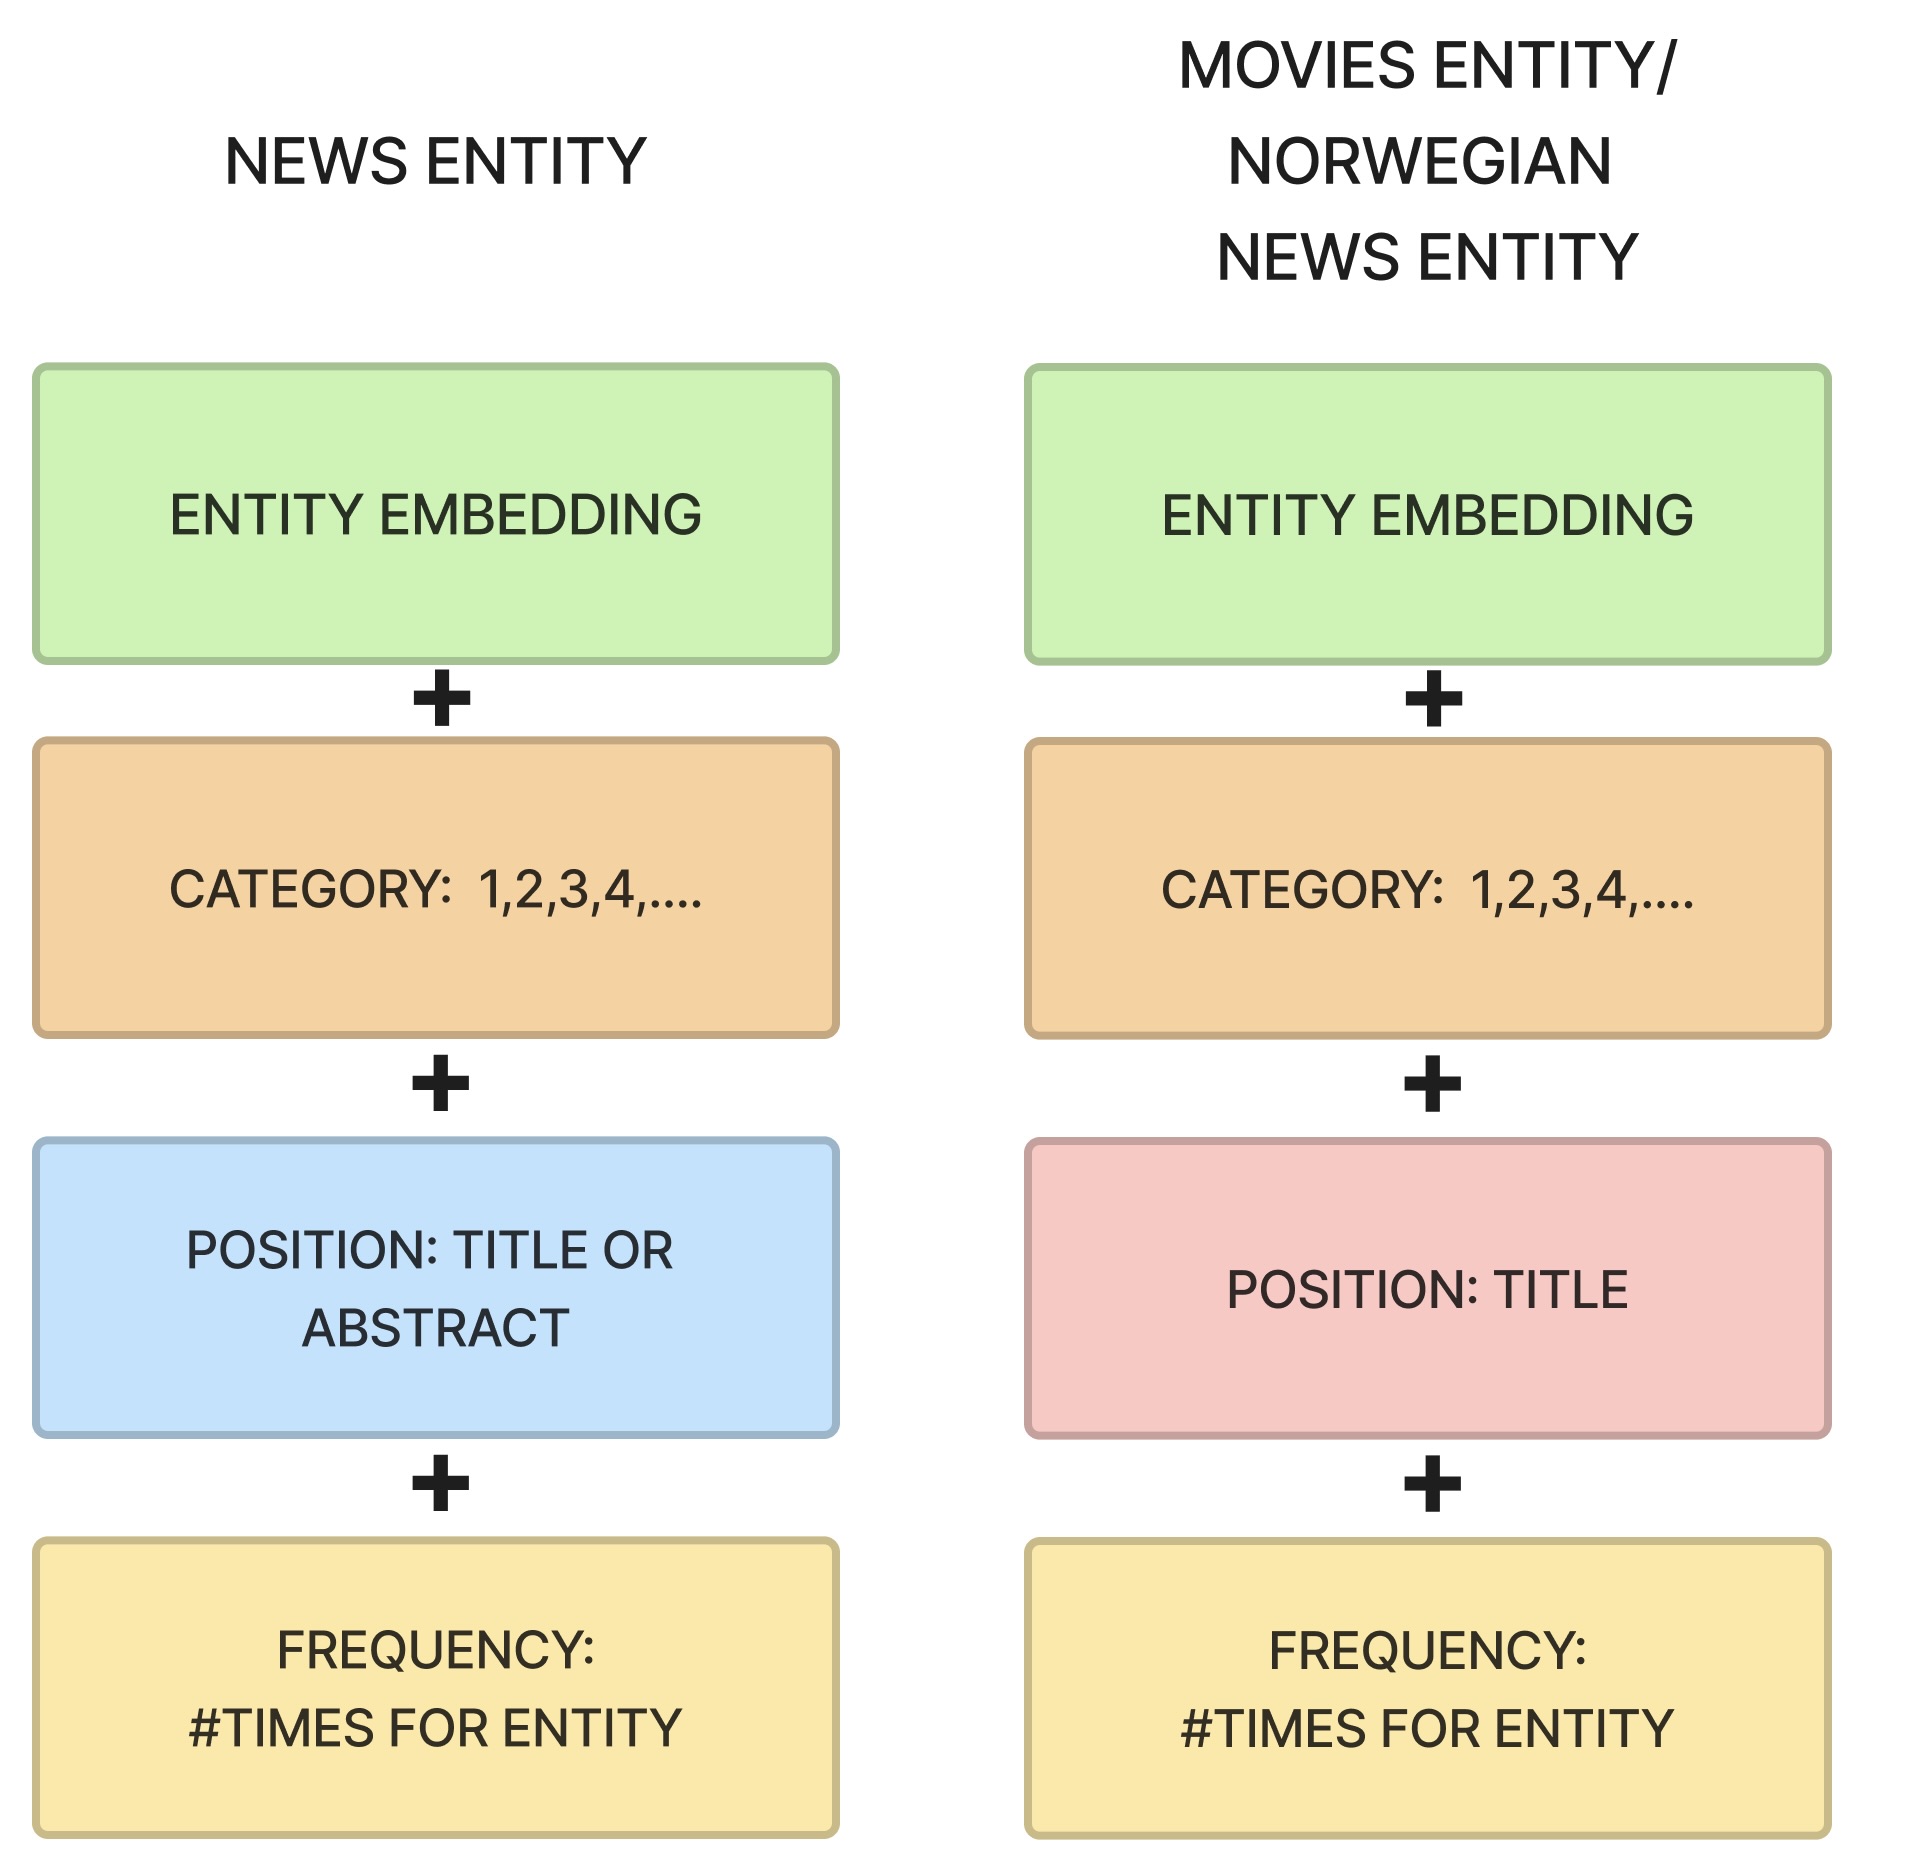 NEWS ENTITY
ENTITY EMBEDDING
+
CATEGORY:  1,2,3,4,....
+
POSITION: TITLE OR
ABSTRACT
+
FREQUENCY:
#TIMES FOR ENTITY
MOVIES ENTITY/
NORWEGIAN
NEWS ENTITY
ENTITY EMBEDDING
+
CATEGORY:  1,2,3,4,....
+
POSITION: TITLE
+
FREQUENCY:
#TIMES FOR ENTITY